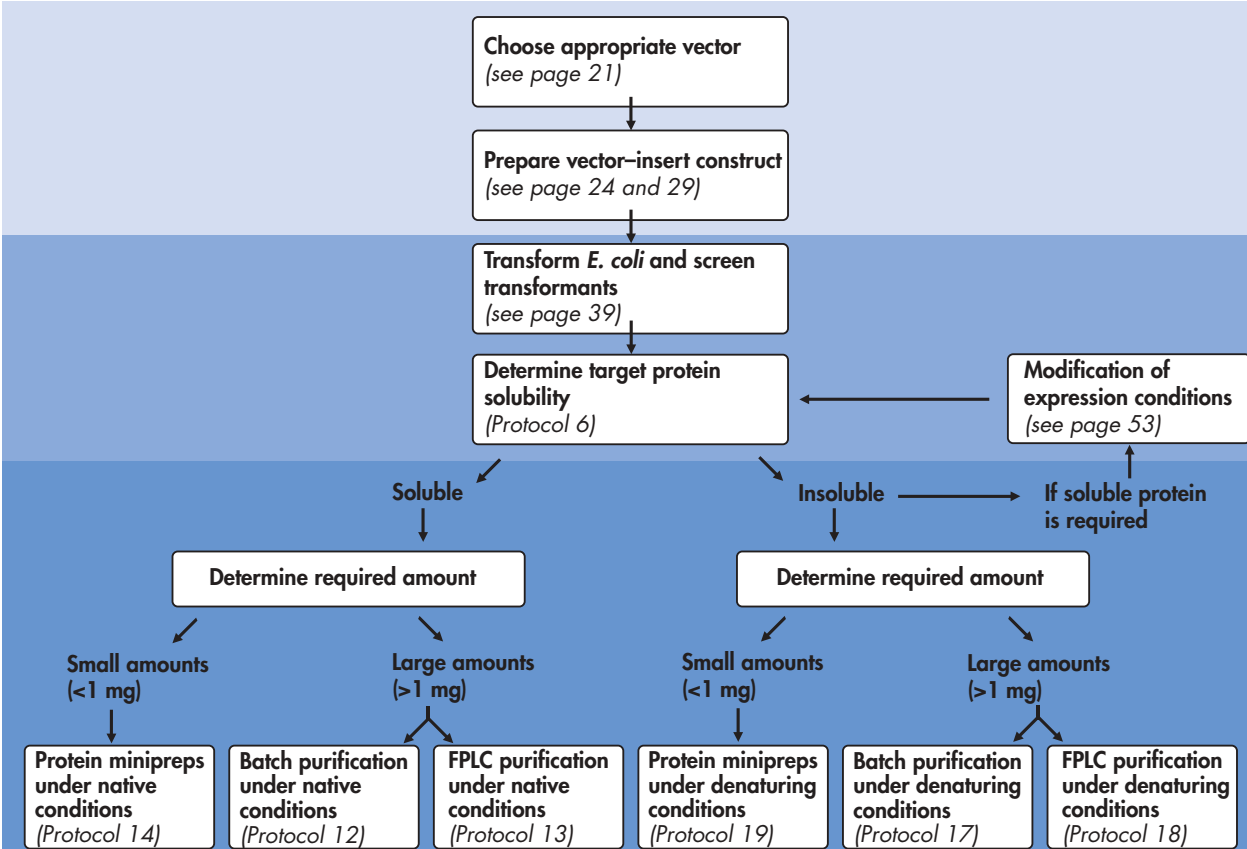 Choose appropriate vector
(see page 21)
Prepare vector–insert construct
(see page 24 and 29)
Transform E. coli and screen
transformants
(see page 39)
Determine target protein
solubility
(Protocol 6)
Modification of
expression conditions
(see page 53)
Soluble
Insoluble
If soluble protein
is required
Determine required amount
Determine required amount
Small amounts
(<1 mg)
Large amounts
(>1 mg)
Small amounts
(<1 mg)
Large amounts
(>1 mg)
Protein minipreps
under native
conditions
(Protocol 14)
Batch purification
under native
conditions
(Protocol 12)
FPLC purification
under native
conditions
(Protocol 13)
Protein minipreps
under denaturing
conditions
(Protocol 19)
Batch purification
under denaturing
conditions
(Protocol 17)
FPLC purification
under denaturing
conditions
(Protocol 18)